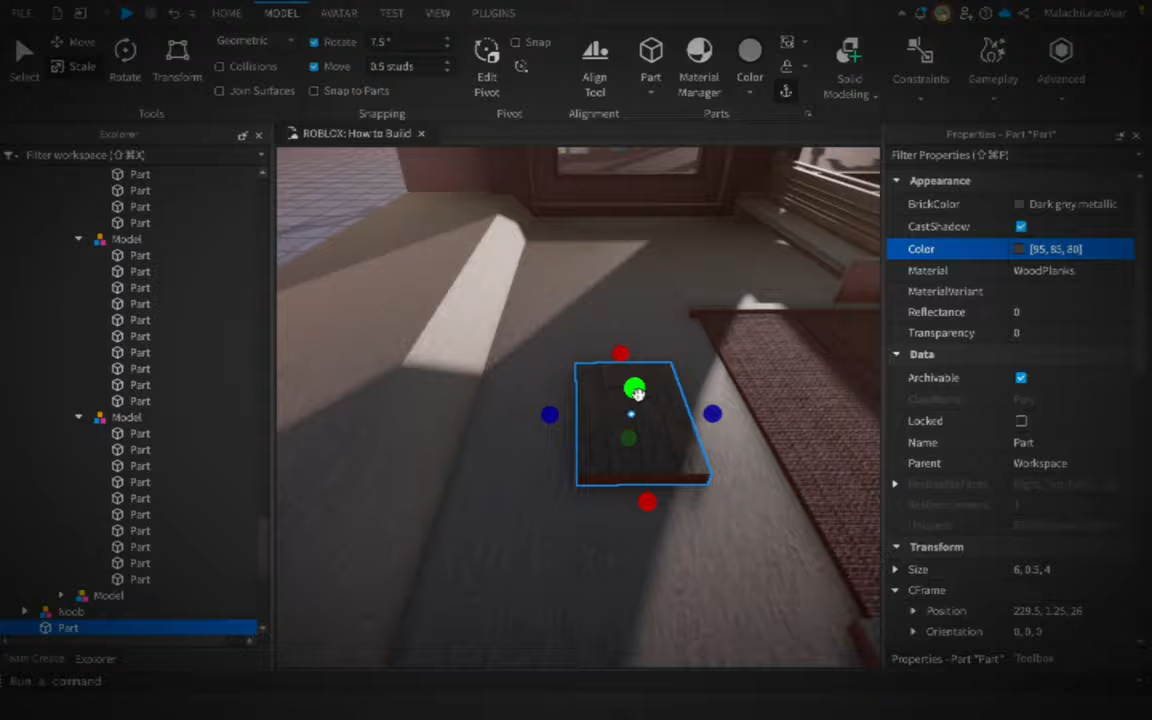 FILE HOME MODEL AVATAR TEST VIEW PLUGINS MalachiLeoYear
Select Move Scale Rotate Transform
Geometric Collisions Join Surfaces
Rotate 7.5°
Move 0.5 studs
Snap to Parts
Edit Pivot Snap
Align Tool
Part
Material Manager
Color
Solid Modeling
Constraints
Gameplay
Advanced
Tools Snapping Pivot Alignment Parts
Explorer
ROBLOX: How to Build
Properties - Part "Part"
Filter workspace (⇧⌘X)
Part
Part
Part
Part
Model
Part
Part
Part
Part
Part
Part
Part
Part
Part
Part
Model
Part
Part
Part
Part
Part
Part
Part
Part
Part
Part
Model
Noob
Part
Team Create Explorer
Run a command
Filter Properties (⇧⌘P)
Appearance
BrickColor Dark grey metallic
CastShadow
Color
Material WoodPlanks
MaterialVariant
Reflectance 0
Transparency 0
Data
Archivable
Locked
Name Part
Parent Workspace
Transform
Size 6, 0.5, 4
CFrame
Position 229.5, 1.25, 26
Orientation 0, 0, 0
Properties - Part "Part" Toolbox